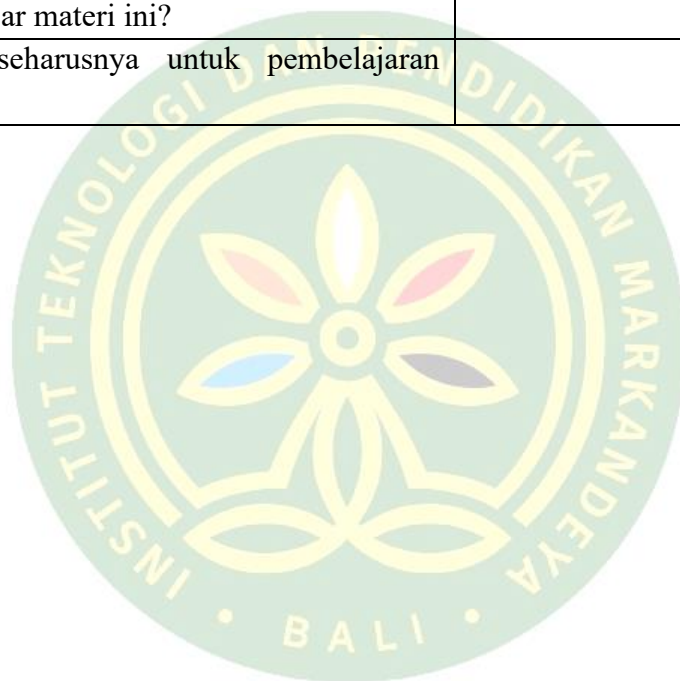 ar materi ini?
seharusnya untuk pembelajaran
INSTITUT TEKNOLOGI DAN PENDIDIKAN MARKANDEYA
• BALI •